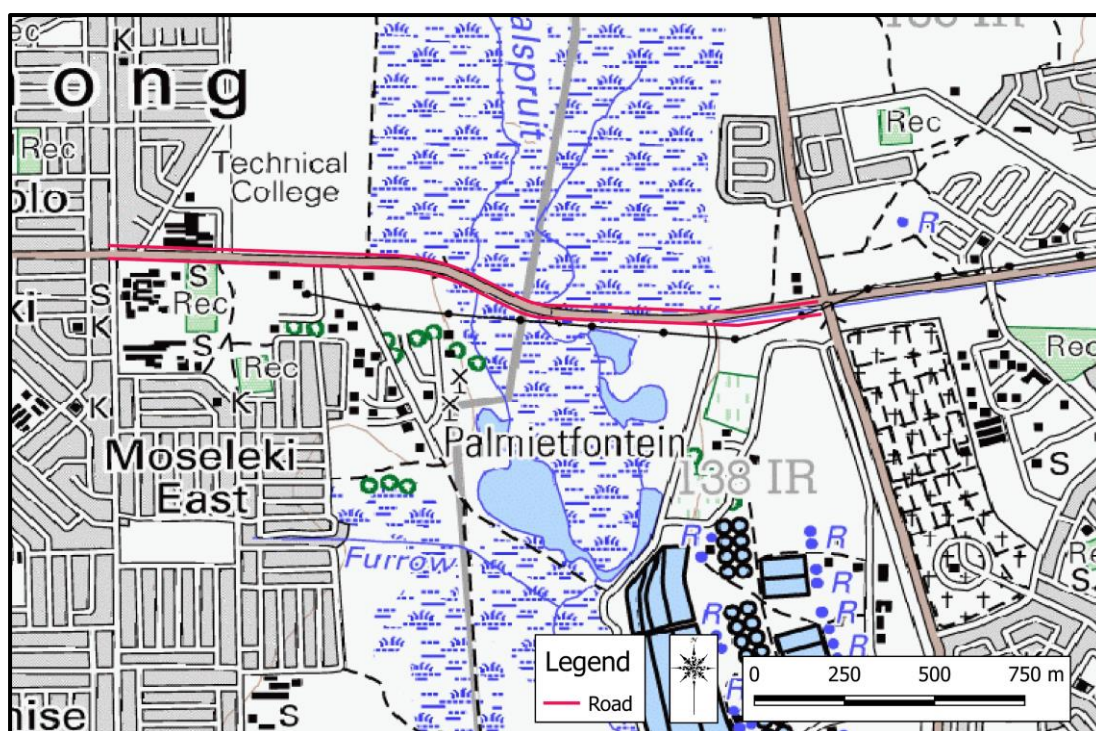 ong
alspruit
Rec
K
Rec
Technical
College
olo
R
S
S
Rec
K
S
Rec
K
K
S
Rec
Palmietfontein
138 IR
Moseleki
East
S
Furrow
R
R
R
R
R
R
R
Rec
S
S
Legend
Road
N
0 250 500 750 m